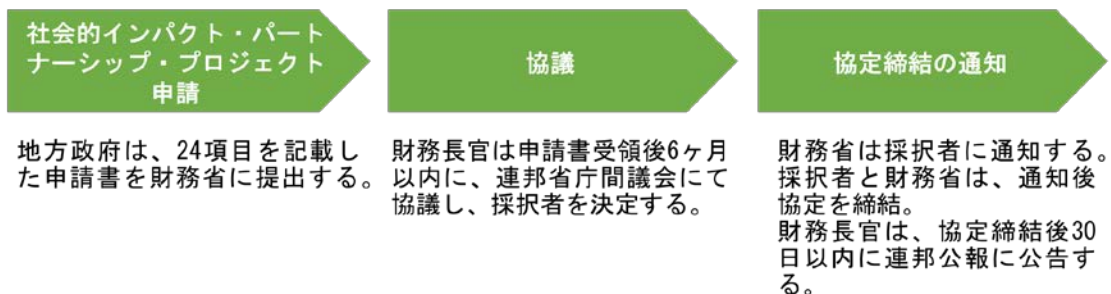 社会的インパクト・パート
ナーシップ・プロジェクト
申請
地方政府は、24項目を記載し
た申請書を財務省に提出する。
協議
財務長官は申請書受領後6ヶ月
以内に、連邦省庁間議会にて
協議し、採択者を決定する。
協定締結の通知
財務省は採択者に通知する。
採択者と財務省は、通知後
協定を締結。
財務長官は、協定締結後30
日以内に連邦公報に公告す
る。